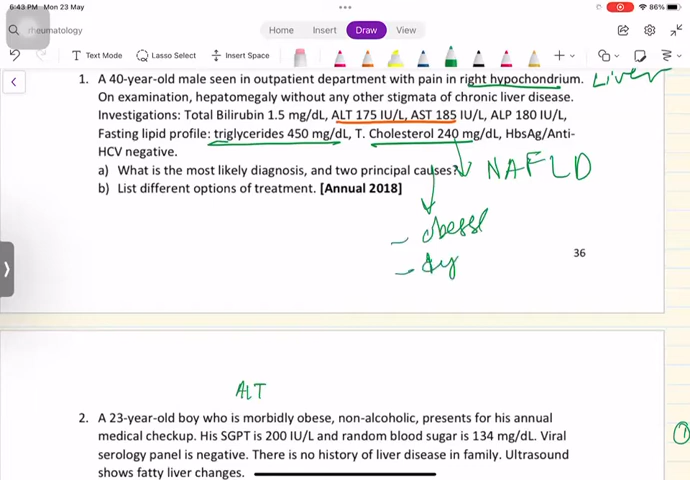 6:43 PM Mon 23 May
86%
rheumatology
Home Insert Draw View
Text Mode Lasso Select Insert Space
1. A 40-year-old male seen in outpatient department with pain in right hypochondrium. Liver
On examination, hepatomegaly without any other stigmata of chronic liver disease.
Investigations: Total Bilirubin 1.5 mg/dL, ALT 175 IU/L, AST 185 IU/L, ALP 180 IU/L,
Fasting lipid profile: triglycerides 450 mg/dL, T. Cholesterol 240 mg/dL, HbsAg/Anti-
HCV negative.
a) What is the most likely diagnosis, and two principal causes? NAFLD
b) List different options of treatment. [Annual 2018]
- obess
- dy
36
ALT
2. A 23-year-old boy who is morbidly obese, non-alcoholic, presents for his annual
medical checkup. His SGPT is 200 IU/L and random blood sugar is 134 mg/dL. Viral
serology panel is negative. There is no history of liver disease in family. Ultrasound
shows fatty liver changes.
1